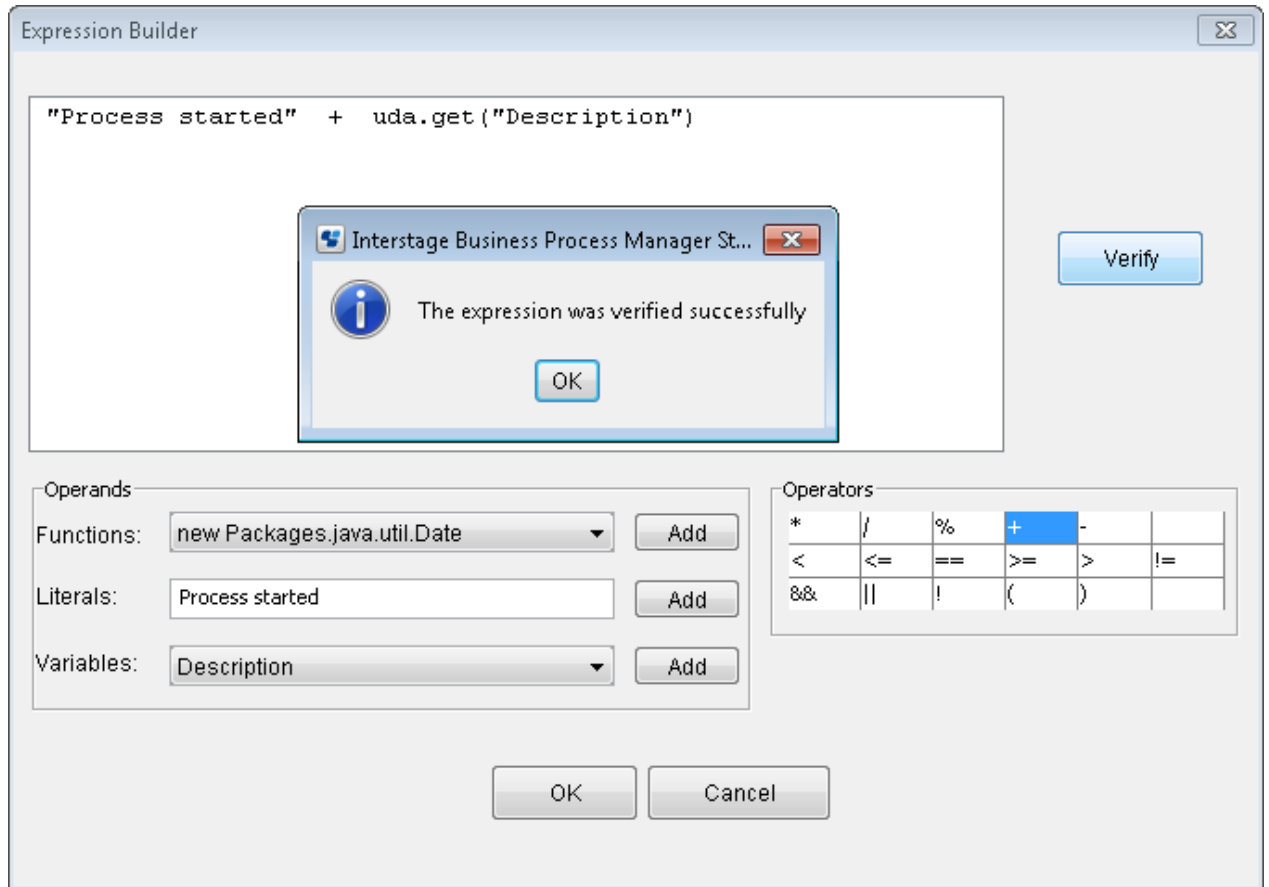 Expression Builder
"Process started" + uda.get("Description")
Interstage Business Process Manager St...
The expression was verified successfully
OK
Verify
Operands
Functions: new Packages.java.util.Date Add
Literals: Process started Add
Variables: Description Add
Operators
* / % + -
< <= == >= > !=
&& || ! ( )
OK Cancel